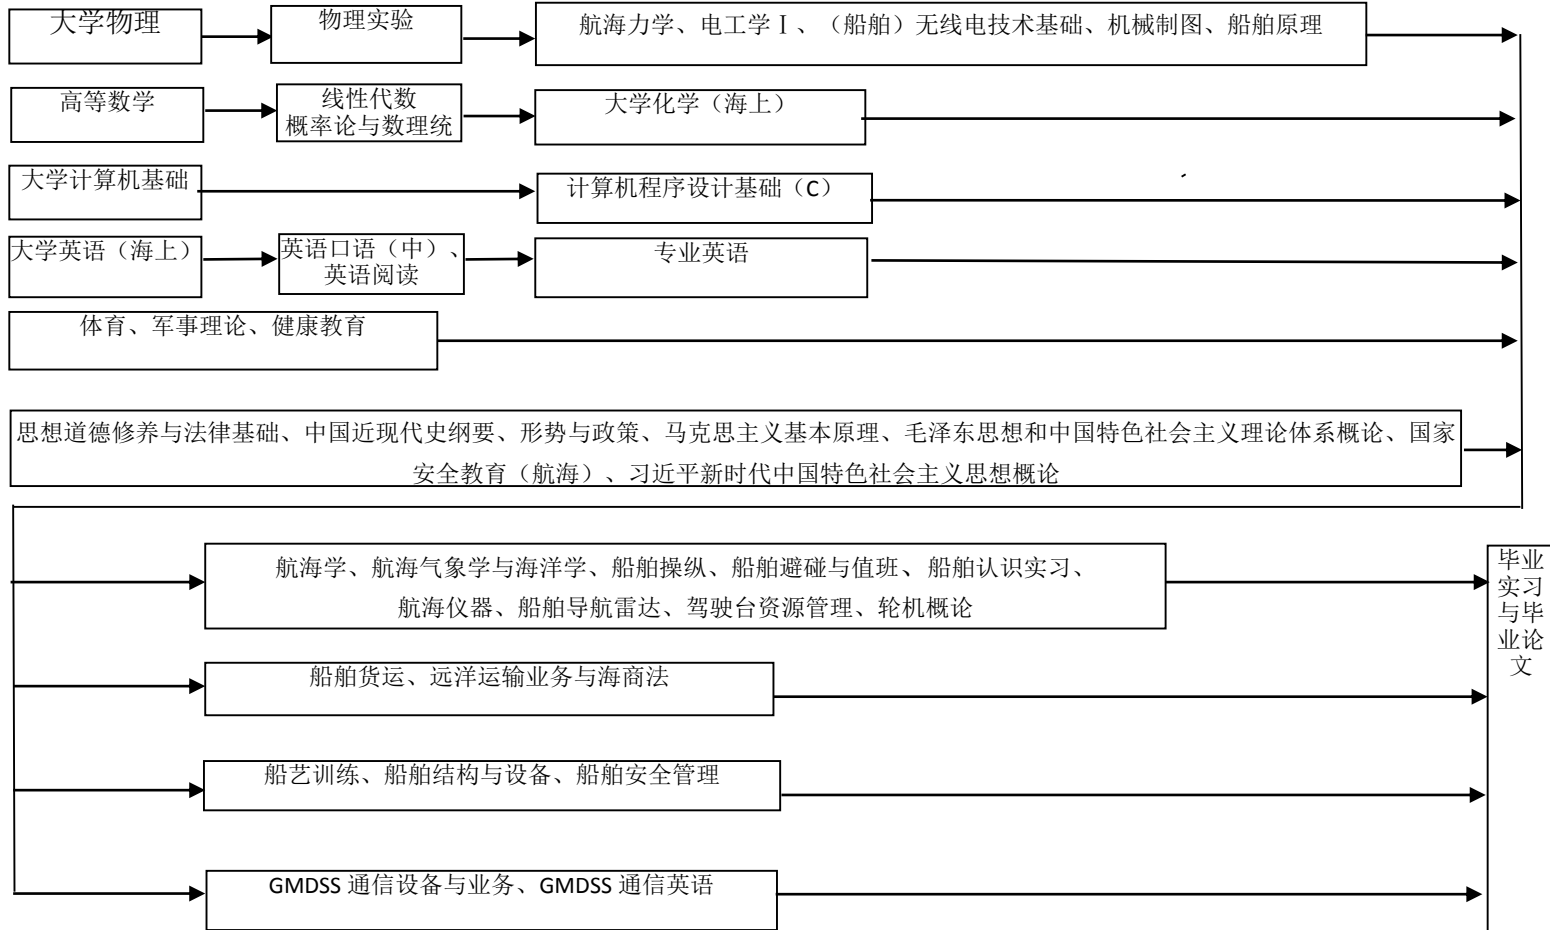 大学物理
物理实验
航海力学、电工学Ⅰ、（船舶）无线电技术基础、机械制图、船舶原理
高等数学
线性代数
概率论与数理统
大学化学（海上）
大学计算机基础
计算机程序设计基础（C）
大学英语（海上）
英语口语（中）、
英语阅读
专业英语
体育、军事理论、健康教育
思想道德修养与法律基础、中国近现代史纲要、形势与政策、马克思主义基本原理、毛泽东思想和中国特色社会主义理论体系概论、国家
安全教育（航海）、习近平新时代中国特色社会主义思想概论
航海学、航海气象学与海洋学、船舶操纵、船舶避碰与值班、船舶认识实习、
航海仪器、船舶导航雷达、驾驶台资源管理、轮机概论
毕业
实习
与毕
业论
文
船舶货运、远洋运输业务与海商法
船艺训练、船舶结构与设备、船舶安全管理
GMDSS 通信设备与业务、GMDSS 通信英语